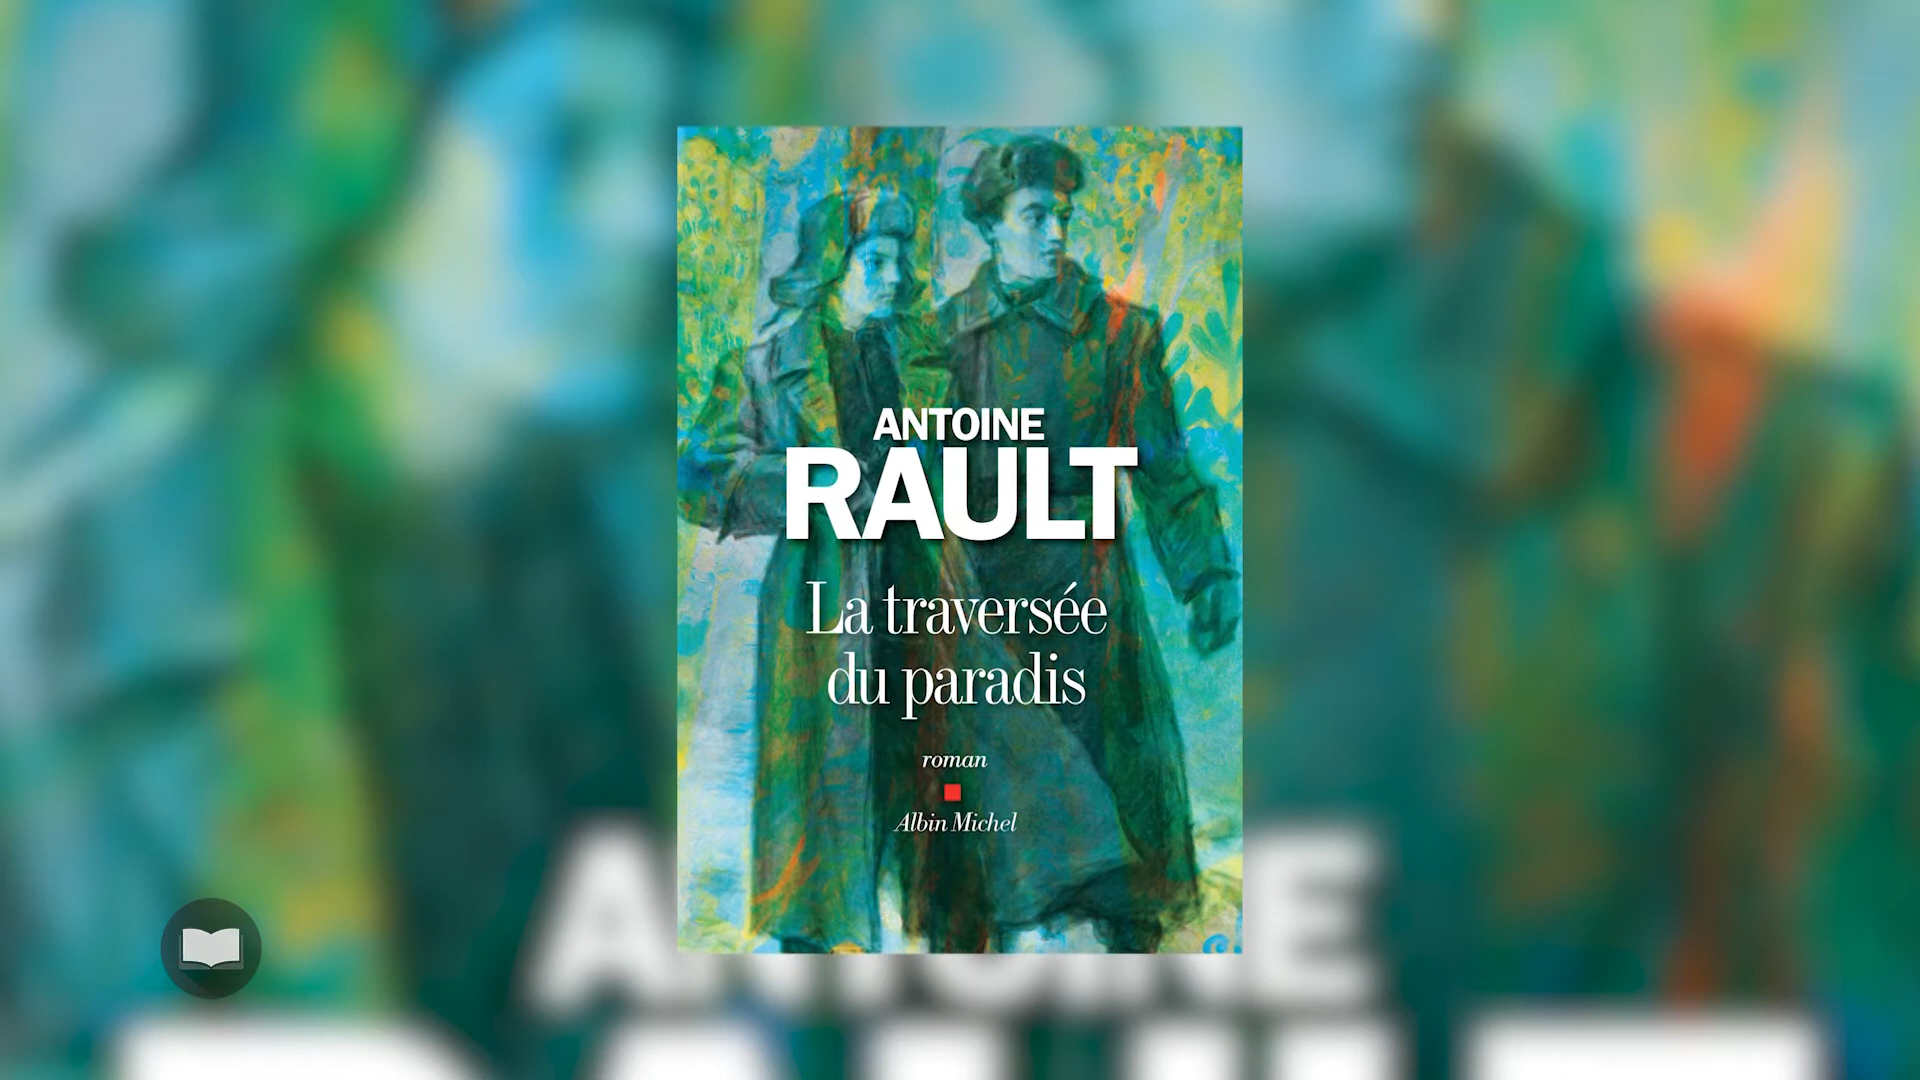 ANTOINE
RAULT
La traversée
du paradis
roman
Albin Michel